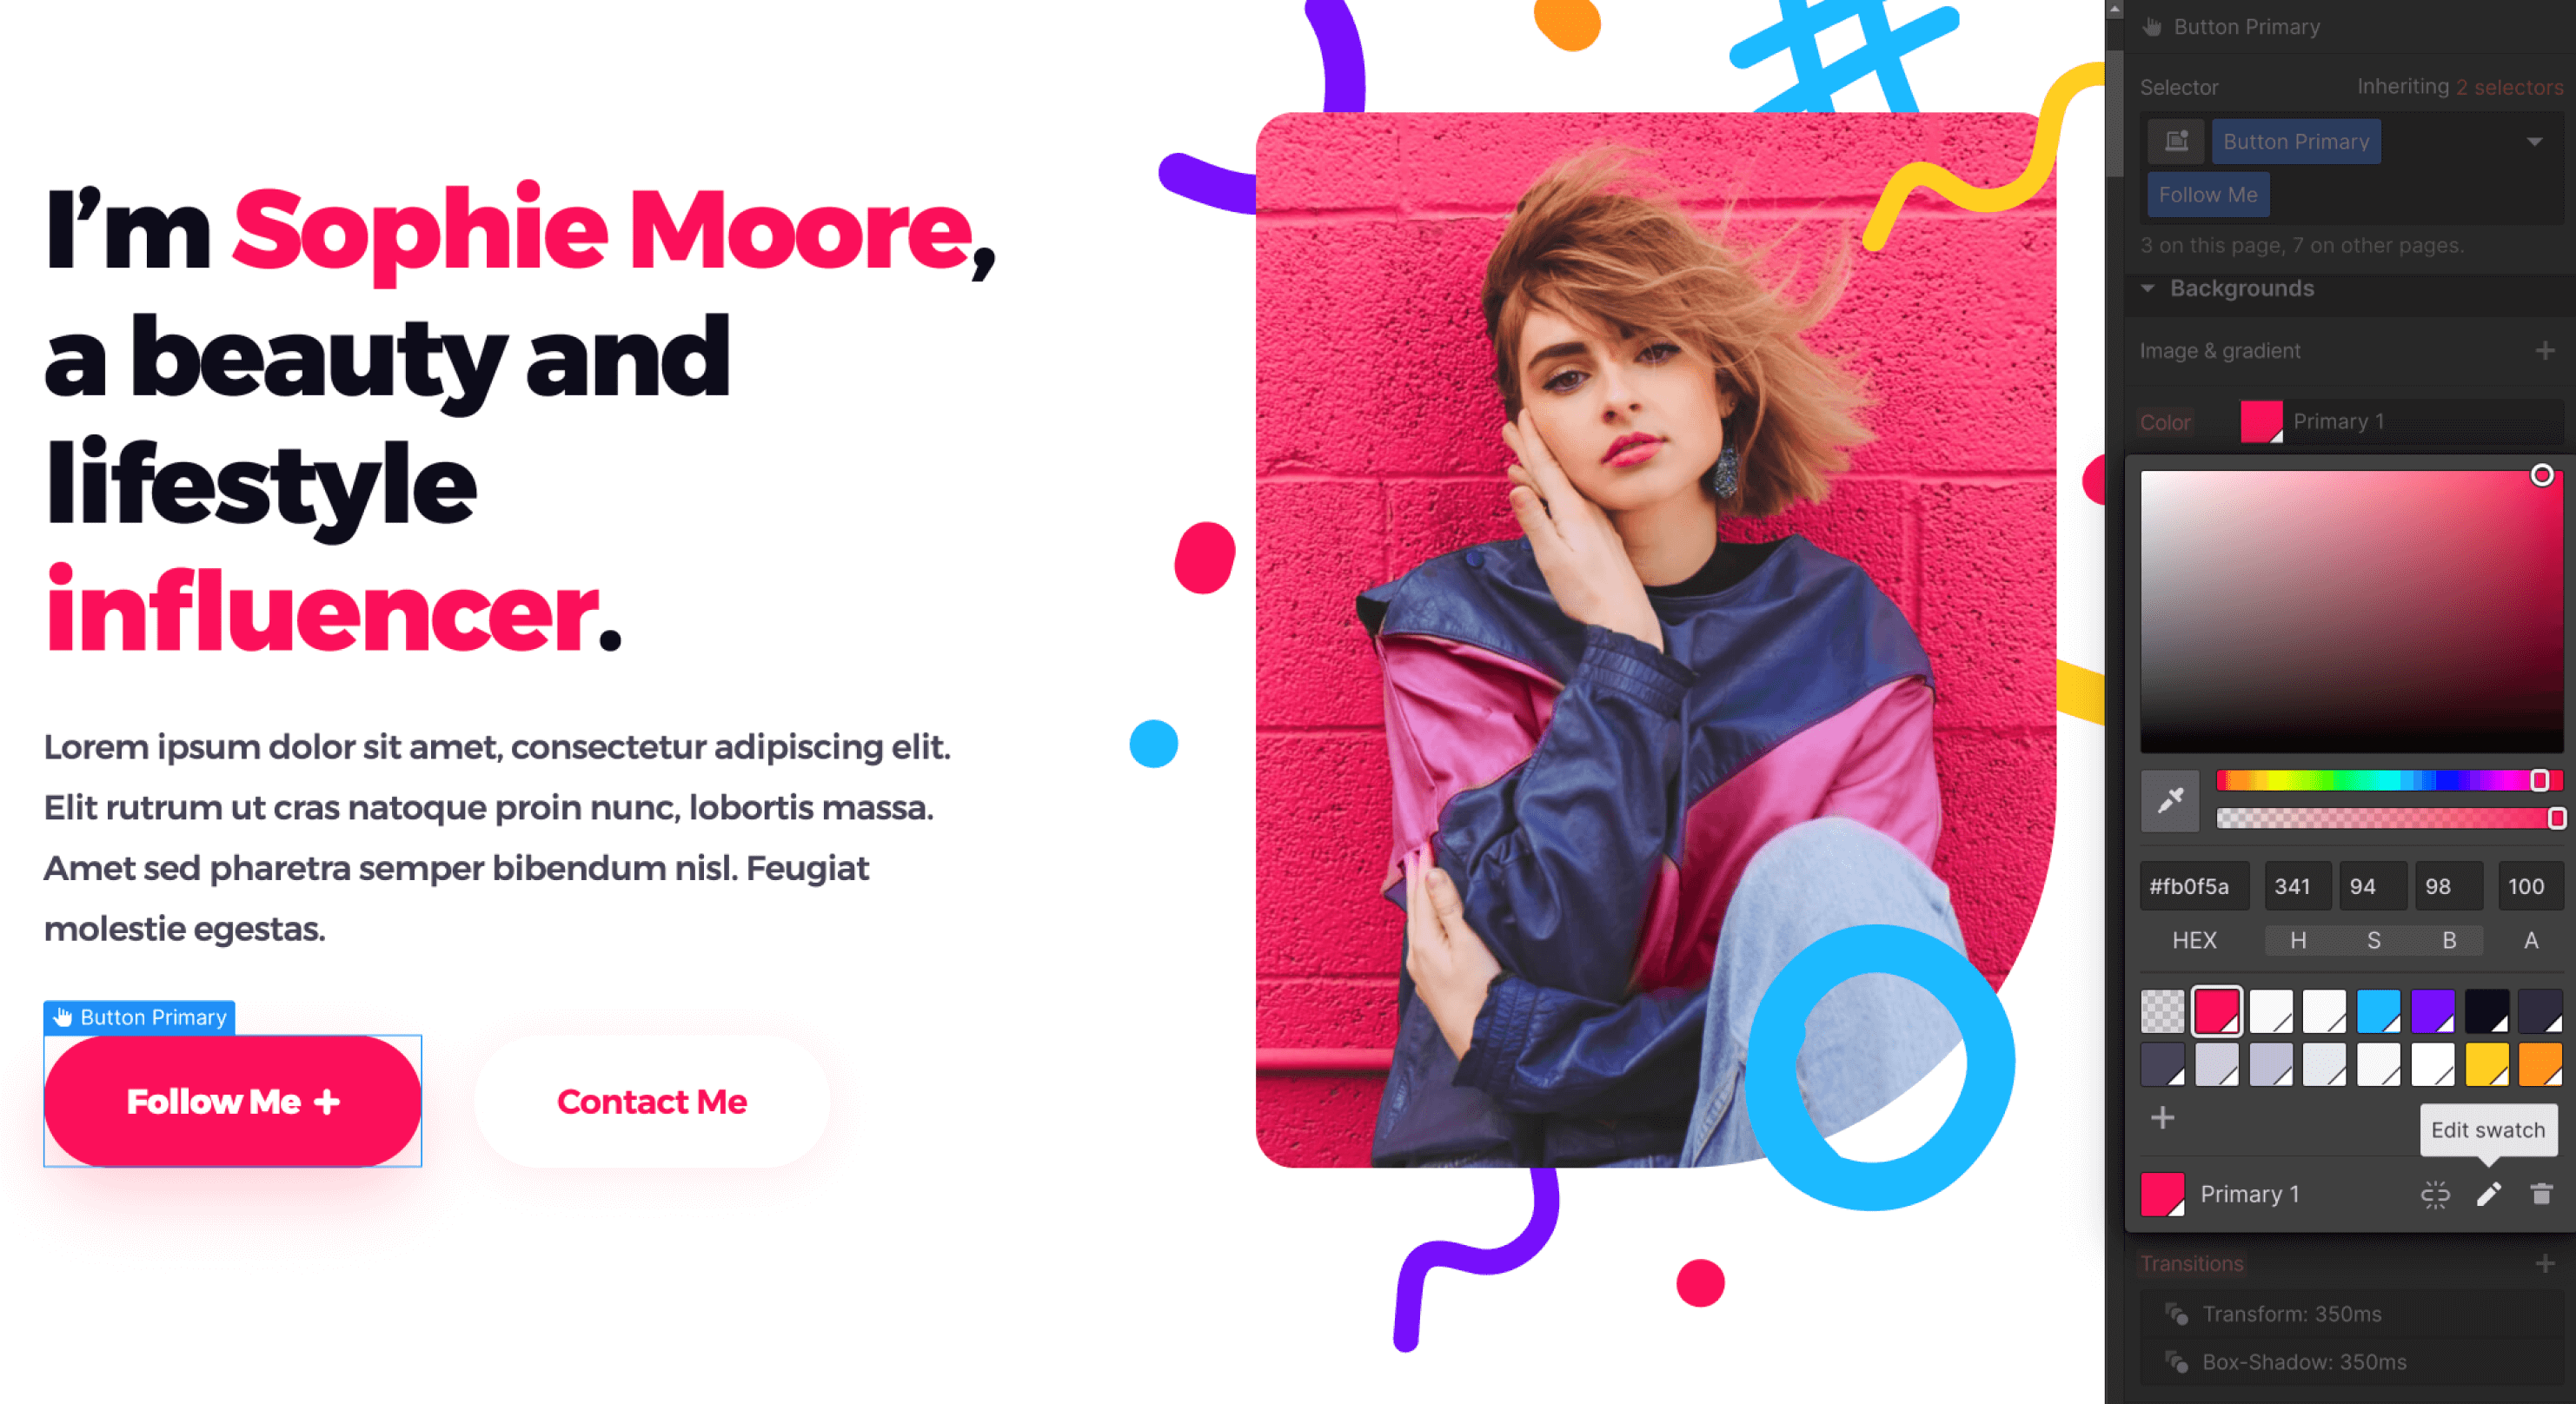 I’m Sophie Moore,
a beauty and
lifestyle
influencer.
Lorem ipsum dolor sit amet, consectetur adipiscing elit.
Elit rutrum ut cras natoque proin nunc, lobortis massa.
Amet sed pharetra semper bibendum nisl. Feugiat
molestie egestas.
Button Primary
Follow Me +
Contact Me
Button Primary
Selector Inheriting 2 selectors
Button Primary
Follow Me
3 on this page, 7 on other pages.
Backgrounds
Image & gradient
Color Primary 1
#fb0f5a 341 94 98 100
HEX H S B A
Edit swatch
Primary 1
Transitions
Transform: 350ms
Box-Shadow: 350ms